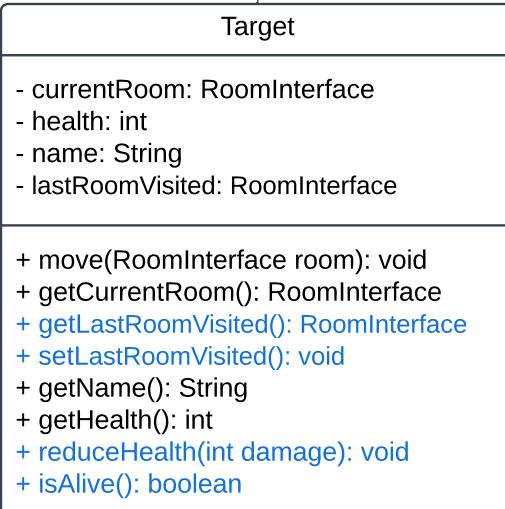 Target
- currentRoom: RoomInterface
- health: int
- name: String
- lastRoomVisited: RoomInterface
+ move(RoomInterface room): void
+ getCurrentRoom(): RoomInterface
+ getLastRoomVisited(): RoomInterface
+ setLastRoomVisited(): void
+ getName(): String
+ getHealth(): int
+ reduceHealth(int damage): void
+ isAlive(): boolean